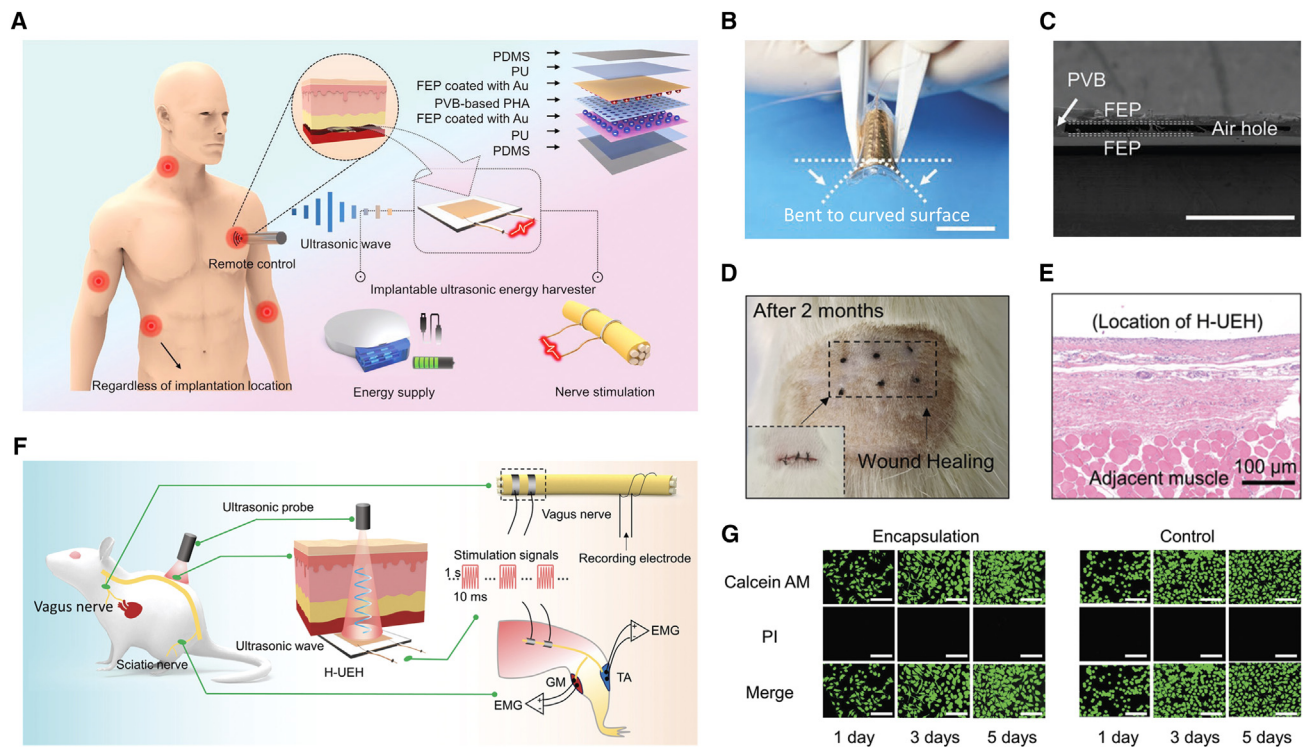 A
PDMS
PU
FEP coated with Au
PVB-based PHA
FEP coated with Au
PU
PDMS
Ultrasonic wave
Remote control
Implantable ultrasonic energy harvester
Regardless of implantation location
Energy supply
Nerve stimulation
B
Bent to curved surface
C
PVB
FEP
Air hole
FEP
D
After 2 months
Wound Healing
E
(Location of H-UEH)
Adjacent muscle
100 μm
F
Ultrasonic probe
Vagus nerve
Sciatic nerve
Ultrasonic wave
H-UEH
Vagus nerve
Recording electrode
Stimulation signals
1 s
10 ms
EMG
GM
TA
EMG
G
Encapsulation
Control
Calcein AM
PI
Merge
1 day
3 days
5 days
1 day
3 days
5 days